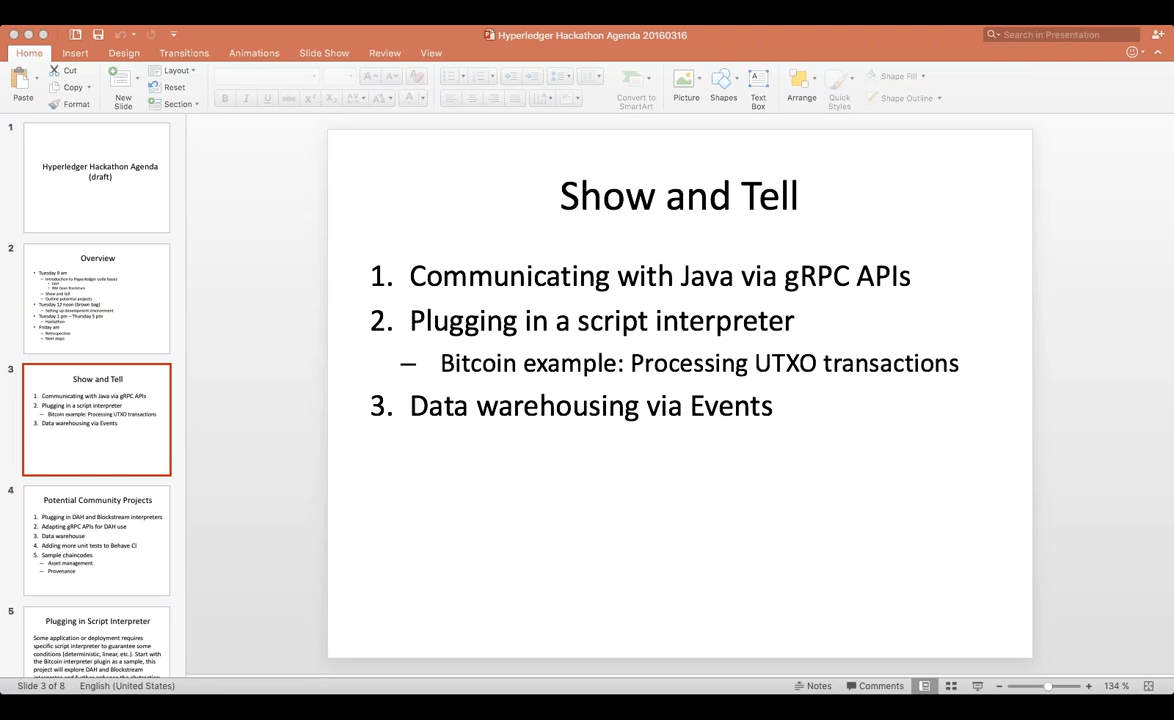 Hyperledger Hackathon Agenda 20160316
Search in Presentation
Home Insert Design Transitions Animations Slide Show Review View
Cut
Copy
Format
Paste
New
Slide
Layout
Reset
Section
Convert to
SmartArt
Picture
Shapes
Text
Box
Arrange
Quick
Styles
Shape Fill
Shape Outline
1
Hyperledger Hackathon Agenda
(draft)
2
Overview
• Tuesday 9 am
– Introduction to Hyperledger code bases
• IBM Open Blockchain
– Show and tell
– Outline potential projects
• Tuesday 12 noon (brown bag)
– Setting up development environment
• Tuesday 1 pm – Thursday 5 pm
– Hackathon
• Friday am
– Retrospective
– Next steps
3
Show and Tell
1. Communicating with Java via gRPC APIs
2. Plugging in a script interpreter
– Bitcoin example: Processing UTXO transactions
3. Data warehousing via Events
4
Potential Community Projects
1. Plugging in DAH and Blockstream interpreters
2. Adapting gRPC APIs for DAH use
3. Data warehouse
4. Adding more unit tests to Behave CI
5. Sample chaincodes
– Asset management
– Provenance
5
Plugging in Script Interpreter
Some application or deployment requires
specific script interpreter to guarantee some
conditions (deterministic, linear, etc.). Start with
the Bitcoin interpreter plugin as a sample, this
project will explore DAH and Blockstream
Show and Tell
1. Communicating with Java via gRPC APIs
2. Plugging in a script interpreter
– Bitcoin example: Processing UTXO transactions
3. Data warehousing via Events
Slide 3 of 8 English (United States)
Notes Comments 134 %